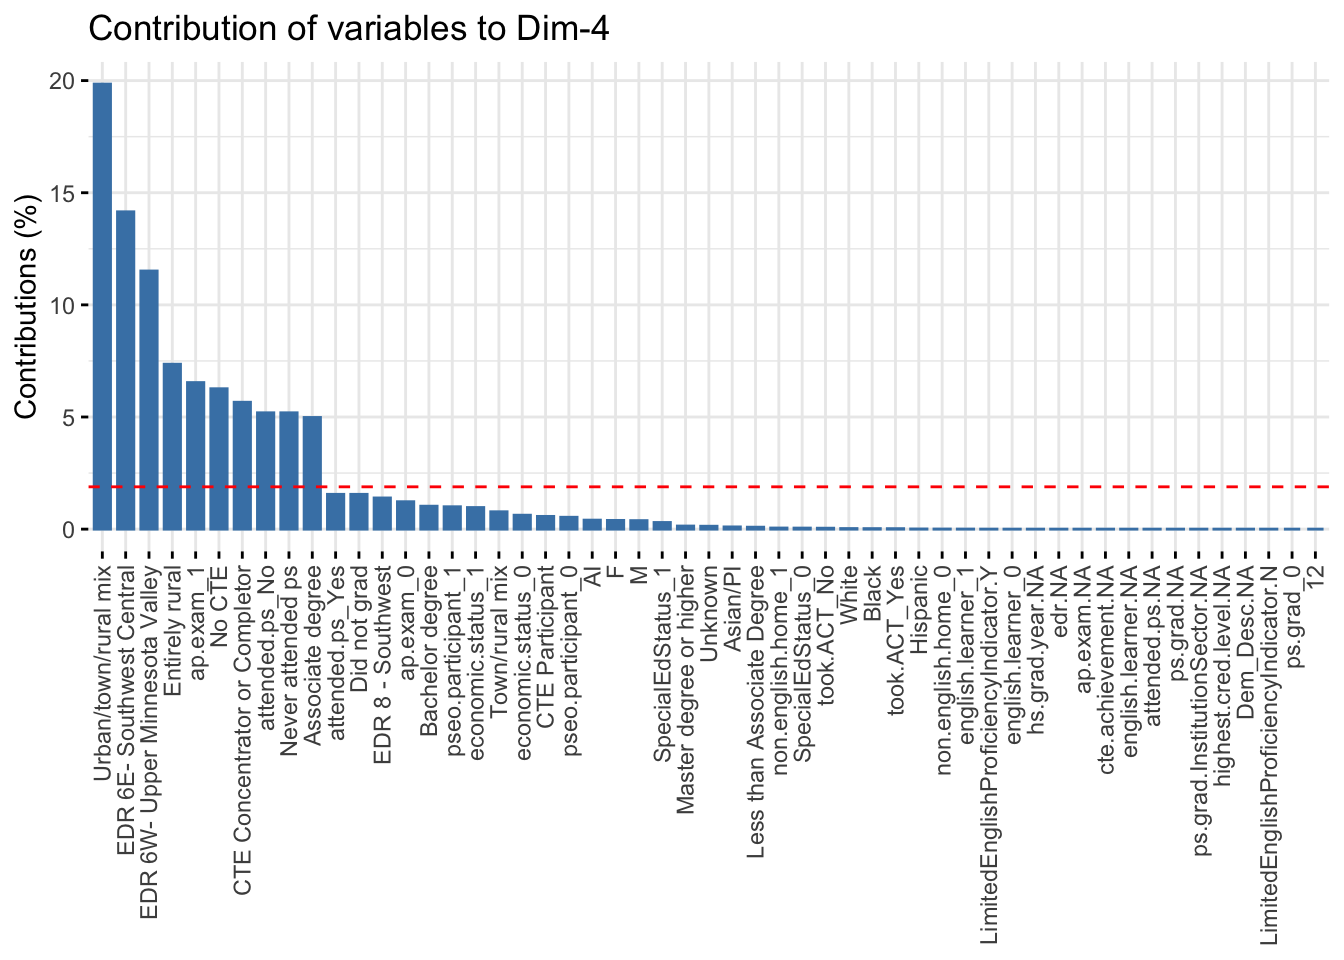 Contribution of variables to Dim-4
Contributions (%)
20
15
10
5
0
Urban/town/rural mix
EDR 6E- Southwest Central
EDR 6W- Upper Minnesota Valley
Entirely rural
ap.exam_1
No CTE
CTE Concentrator or Completor
attended.ps_No
Never attended ps
Associate degree
attended.ps_Yes
Did not grad
EDR 8 - Southwest
ap.exam_0
Bachelor degree
pseo.participant_1
economic.status_1
Town/rural mix
economic.status_0
CTE Participant
pseo.participant_0
AI
F
M
SpecialEdStatus_1
Master degree or higher
Unknown
Asian/PI
Less than Associate Degree
non.english.home_1
SpecialEdStatus_0
took.ACT_No
White
Black
took.ACT_Yes
Hispanic
non.english.home_0
english.learner_1
LimitedEnglishProficiencyIndicator.Y
english.learner_0
hs.grad.year.NA
edr.NA
ap.exam.NA
cte.achievement.NA
english.learner.NA
attended.ps.NA
ps.grad.NA
ps.grad.InstitutionSector.NA
highest.cred.level.NA
Dem_Desc.NA
LimitedEnglishProficiencyIndicator.N
ps.grad_0
12